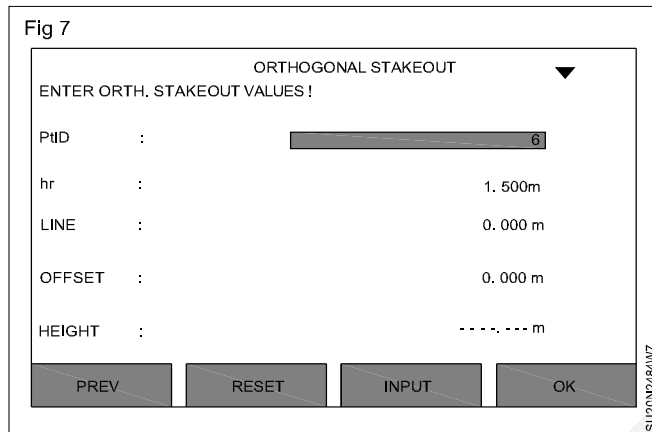 Fig 7
ORTHOGONAL STAKEOUT
ENTER ORTH. STAKEOUT VALUES !
PtID : 6
hr : 1. 500m
LINE : 0. 000 m
OFFSET : 0. 000 m
HEIGHT : - - - -. - - - m
PREV RESET INPUT OK
SU20N2484W7